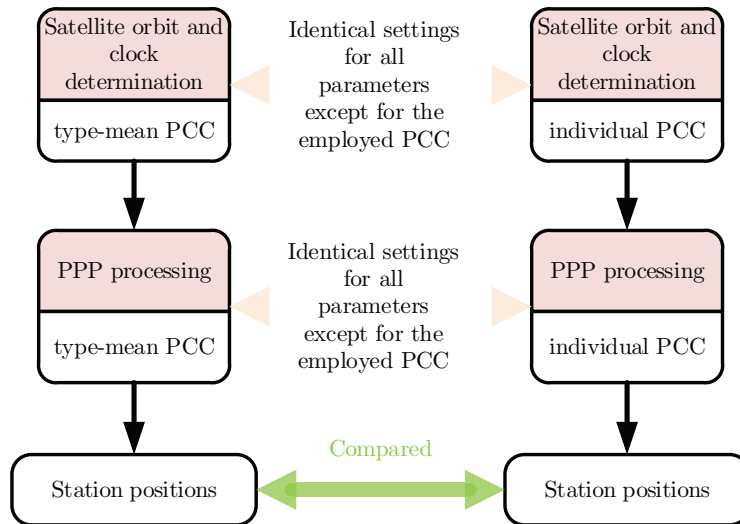 Satellite orbit and
clock
determination
type-mean PCC
Identical settings
for all
parameters
except for the
employed PCC
Satellite orbit and
clock
determination
individual PCC
PPP processing
type-mean PCC
Identical settings
for all
parameters
except for the
employed PCC
PPP processing
individual PCC
Station positions
Compared
Station positions